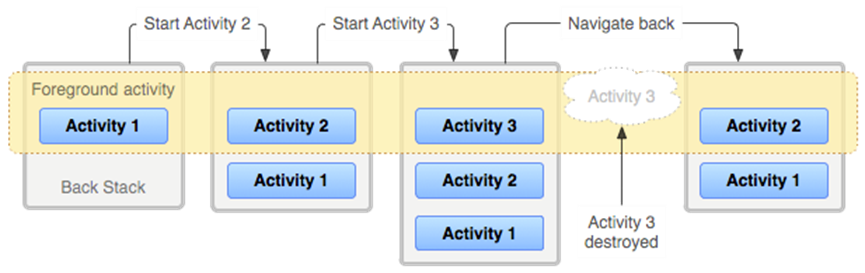 Start Activity 2
Start Activity 3
Navigate back
Foreground activity
Activity 1
Back Stack
Activity 2
Activity 1
Activity 3
Activity 2
Activity 1
Activity 3
Activity 3
destroyed
Activity 2
Activity 1